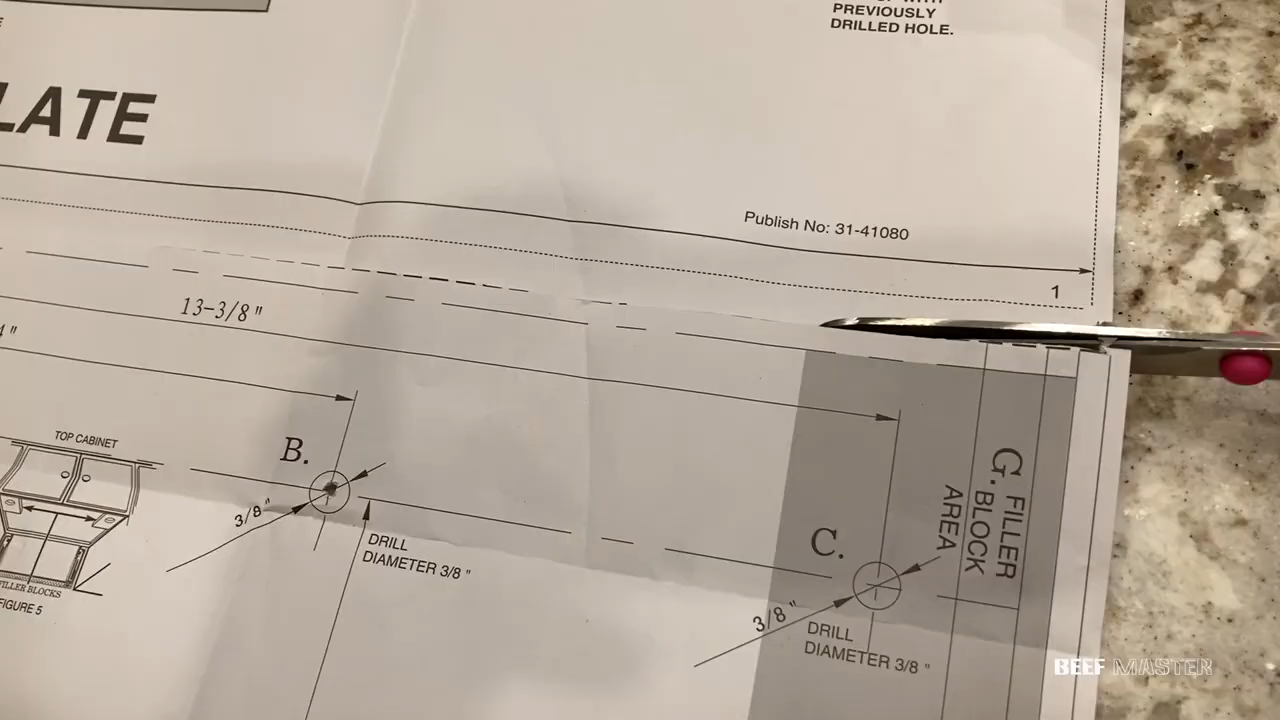 PREVIOUSLY
DRILLED HOLE.
Publish No: 31-41080
1
13-3/8"
TOP CABINET
B.
3/8"
DRILL
DIAMETER 3/8 "
FIGURE 5
C.
3/8"
DRILL
DIAMETER 3/8 "
G. FILLER
BLOCK
AREA
BEEF MASTER